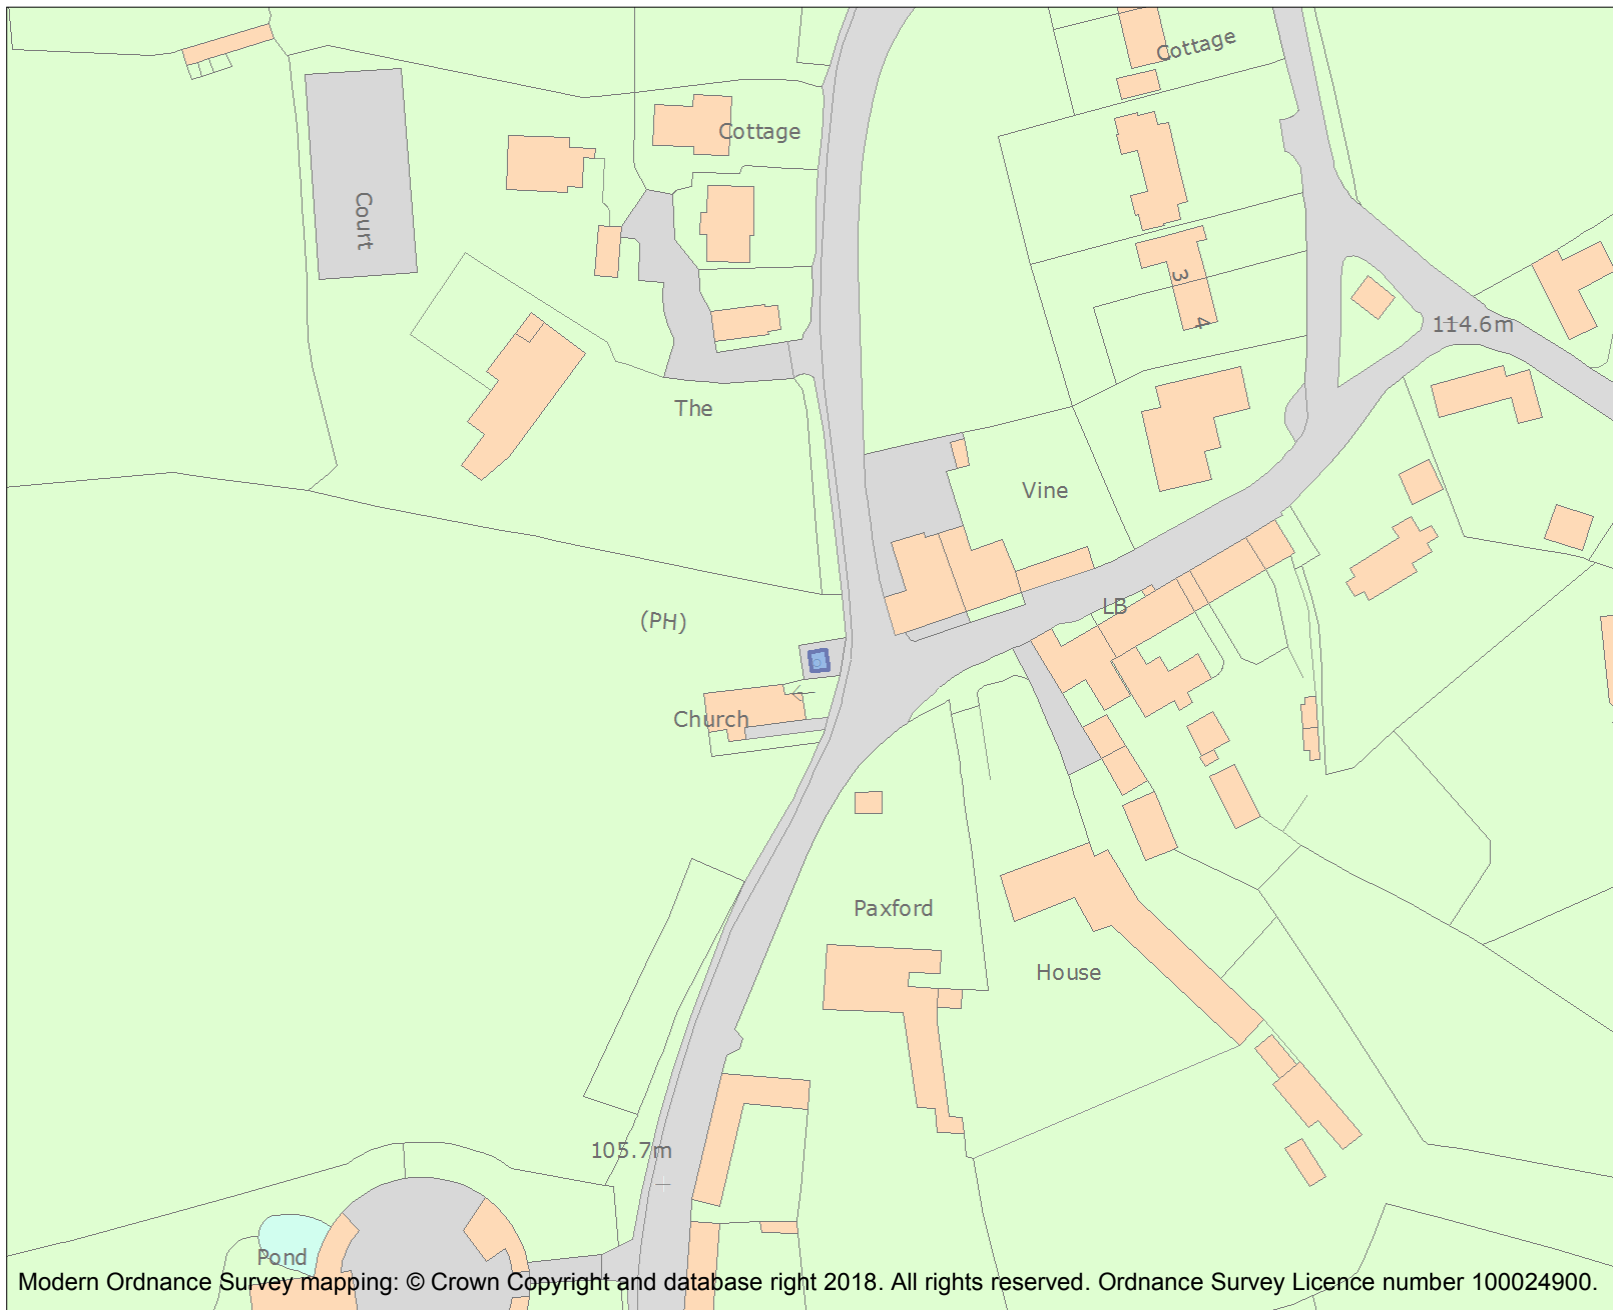 Cottage
Cottage
Court
3
4
114.6m
The
Vine
LB
(PH)
Church
Paxford
House
105.7m
Pond
Modern Ordnance Survey mapping: © Crown Copyright and database right 2018. All rights reserved. Ordnance Survey Licence number 100024900.